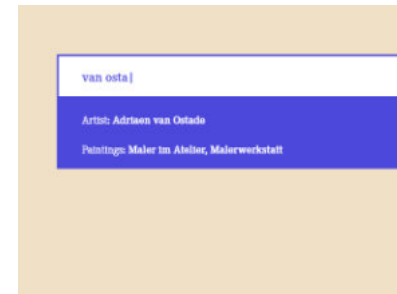 van osta
Artist: Adriaen van Ostade
Paintings: Maler im Atelier, Malerwerkstatt